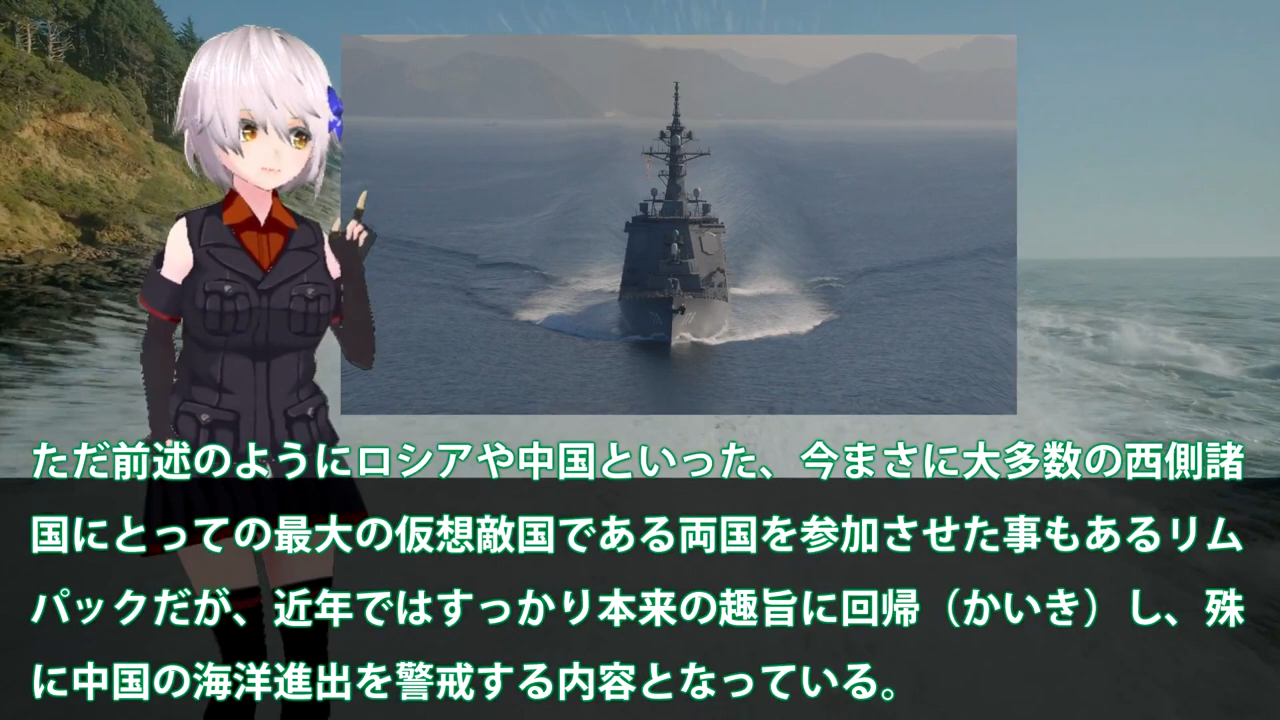 ただ前述のようにロシアや中国といった、今まさに大多数の西側諸
国にとっての最大の仮想敵国である両国を参加させた事もあるリム
パックだが、近年ではすっかり本来の趣旨に回帰（かいき）し、殊
に中国の海洋進出を警戒する内容となっている。